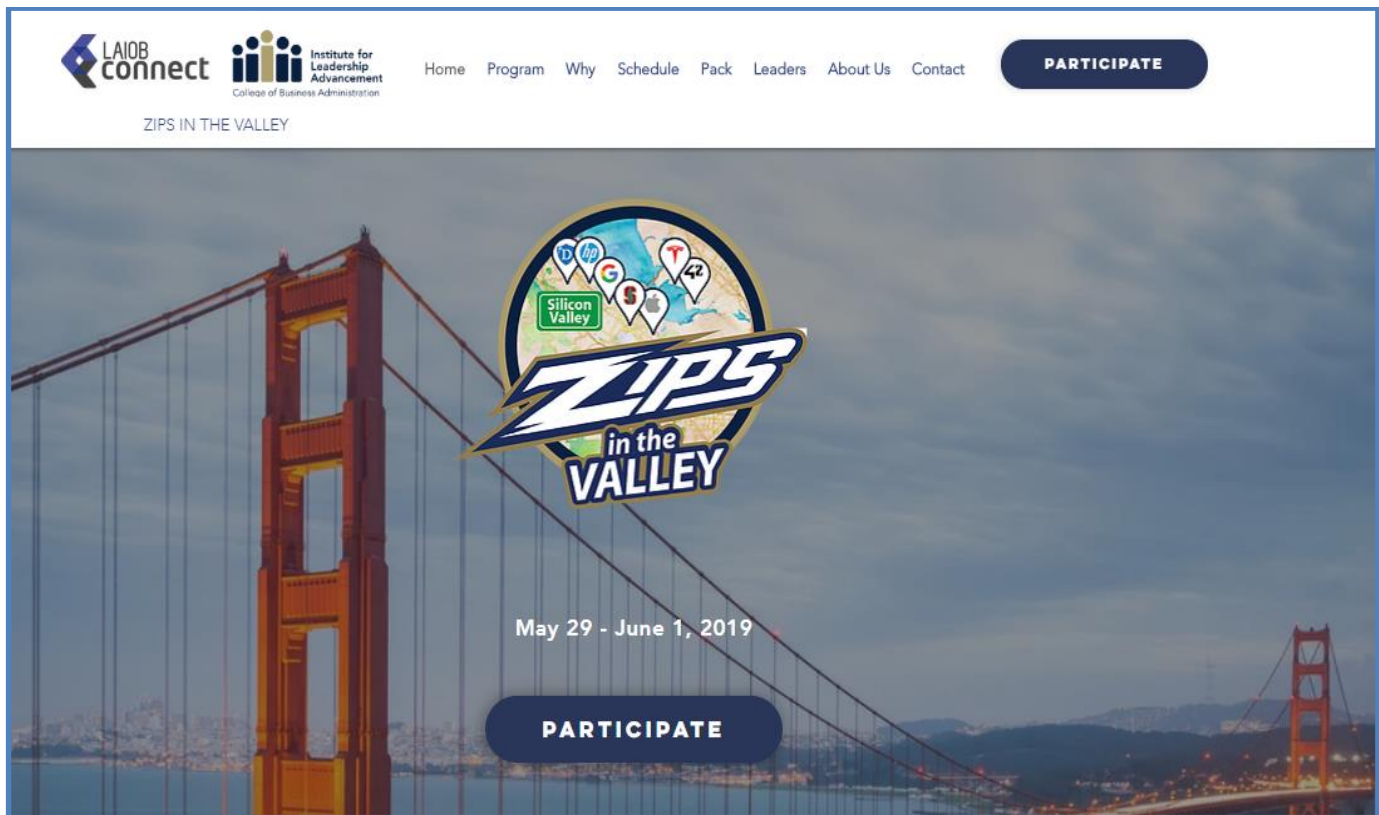 LAIOB
connect
Institute for
Leadership
Advancement
College of Business Administration
Home Program Why Schedule Pack Leaders About Us Contact PARTICIPATE
ZIPS IN THE VALLEY
D hp
G T 42
S
Silicon
Valley
ZIPS
in the
VALLEY
May 29 - June 1, 2019
PARTICIPATE